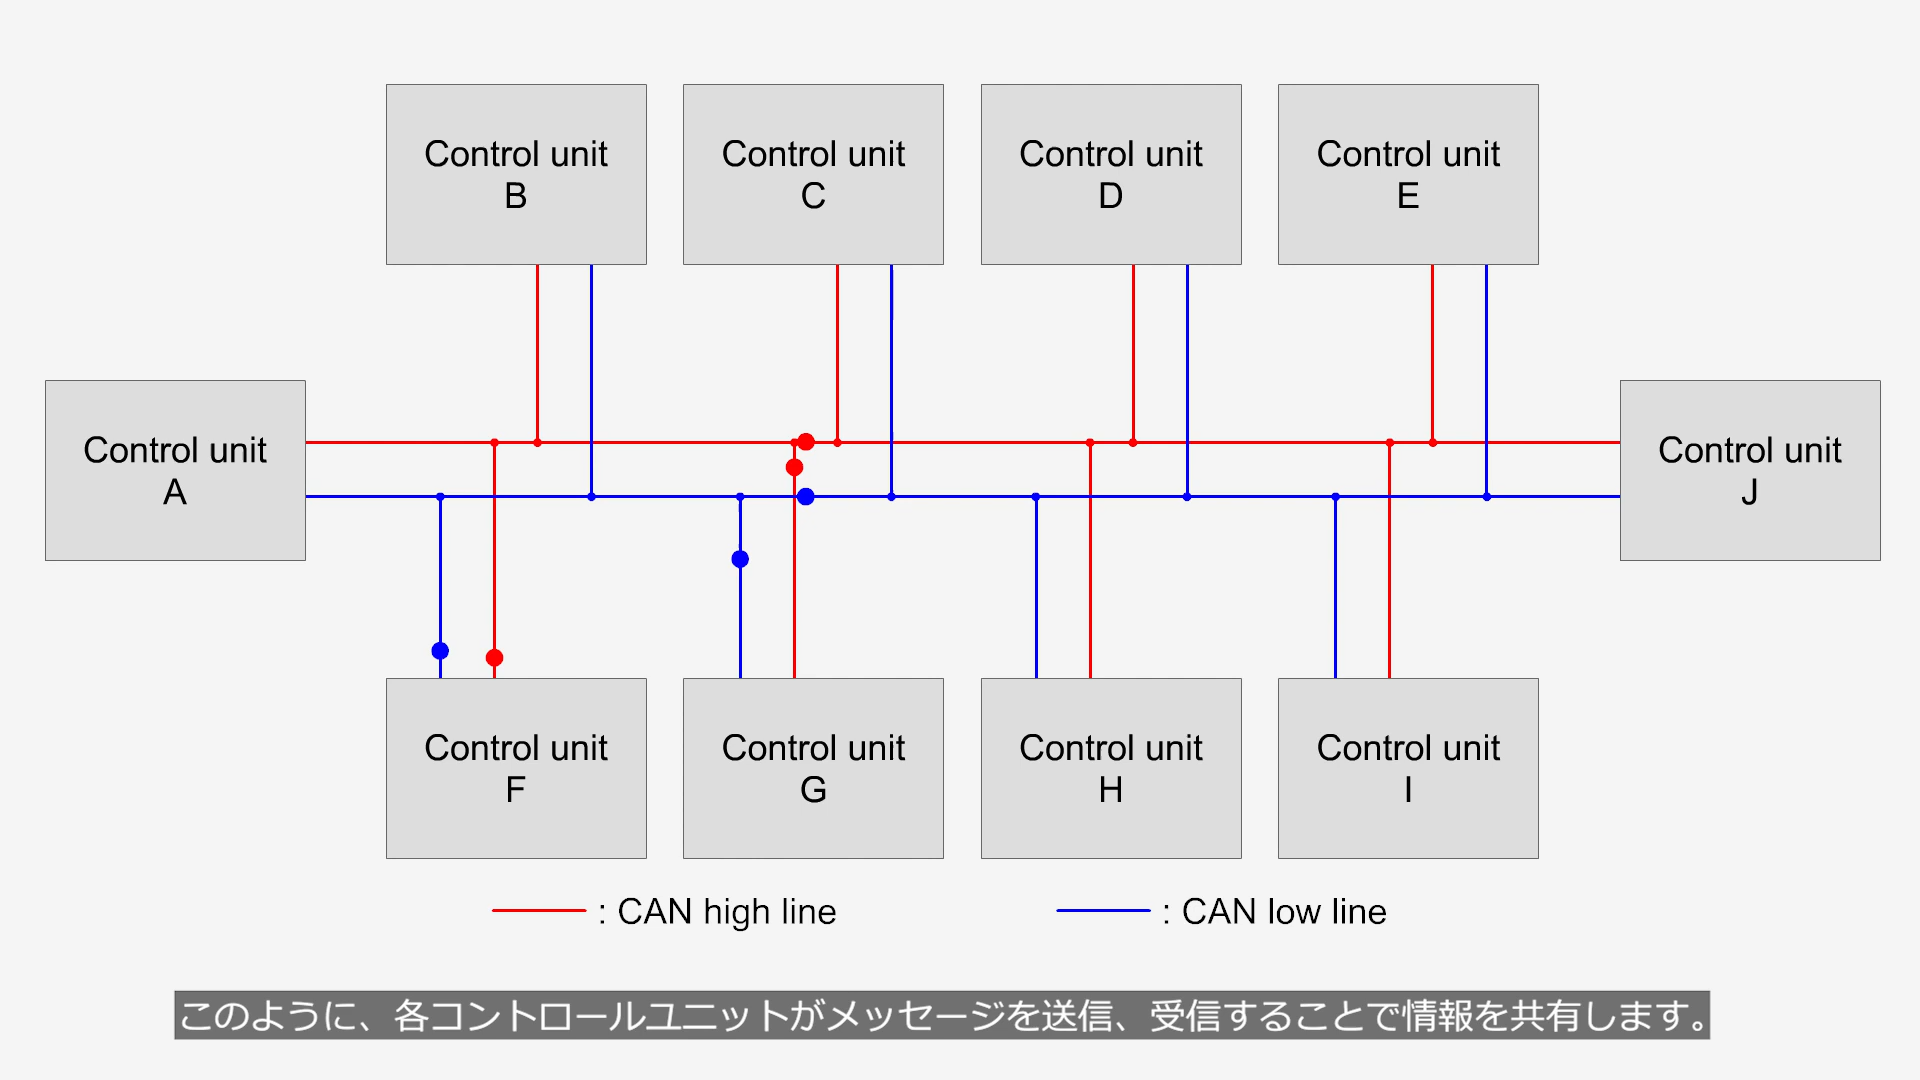 Control unit
B
Control unit
C
Control unit
D
Control unit
E
Control unit
A
Control unit
J
Control unit
F
Control unit
G
Control unit
H
Control unit
I
: CAN high line
: CAN low line
このように、各コントロールユニットがメッセージを送信、受信することで情報を共有します。